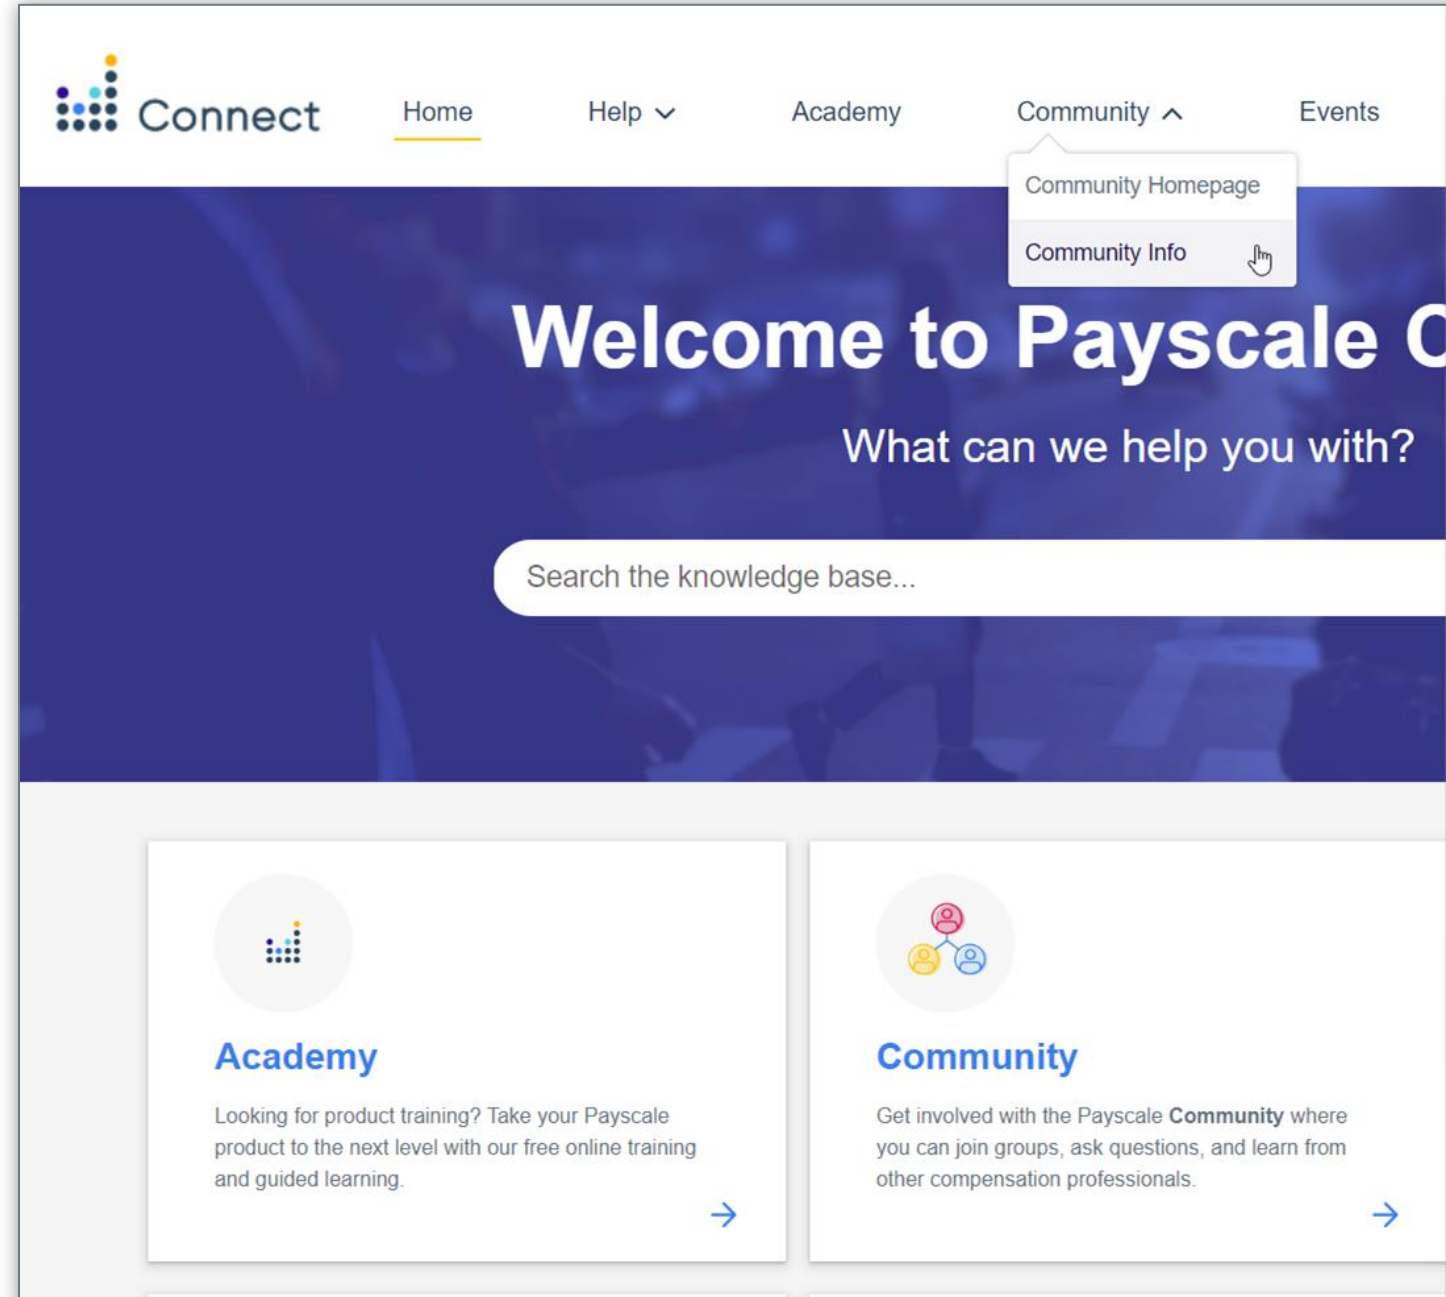 Connect
Home
Help
Academy
Community
Events
Community Homepage
Community Info
Welcome to Payscale C
What can we help you with?
Search the knowledge base...
Academy
Looking for product training? Take your Payscale
product to the next level with our free online training
and guided learning.
Community
Get involved with the Payscale Community where
you can join groups, ask questions, and learn from
other compensation professionals.